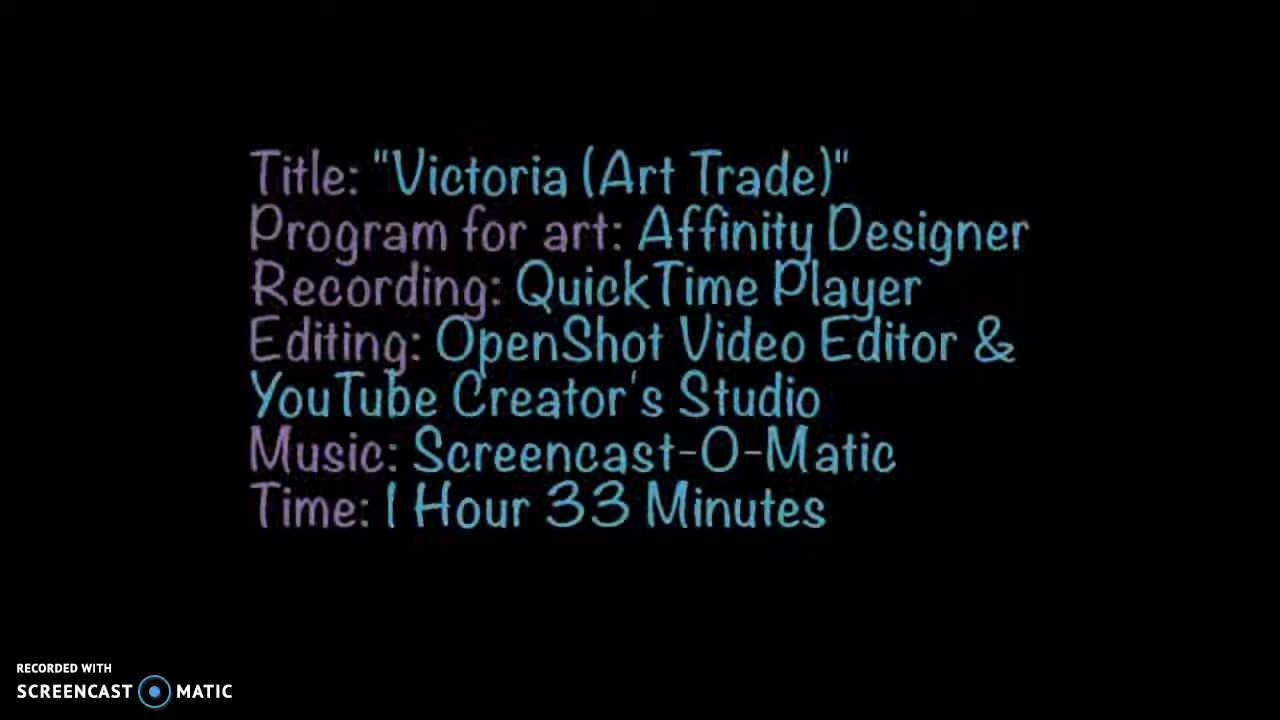 Title: "Victoria (Art Trade)"
Program for art: Affinity Designer
Recording: QuickTime Player
Editing: OpenShot Video Editor &
YouTube Creator's Studio
Music: Screencast-O-Matic
Time: 1 Hour 33 Minutes
RECORDED WITH
SCREENCAST MATIC